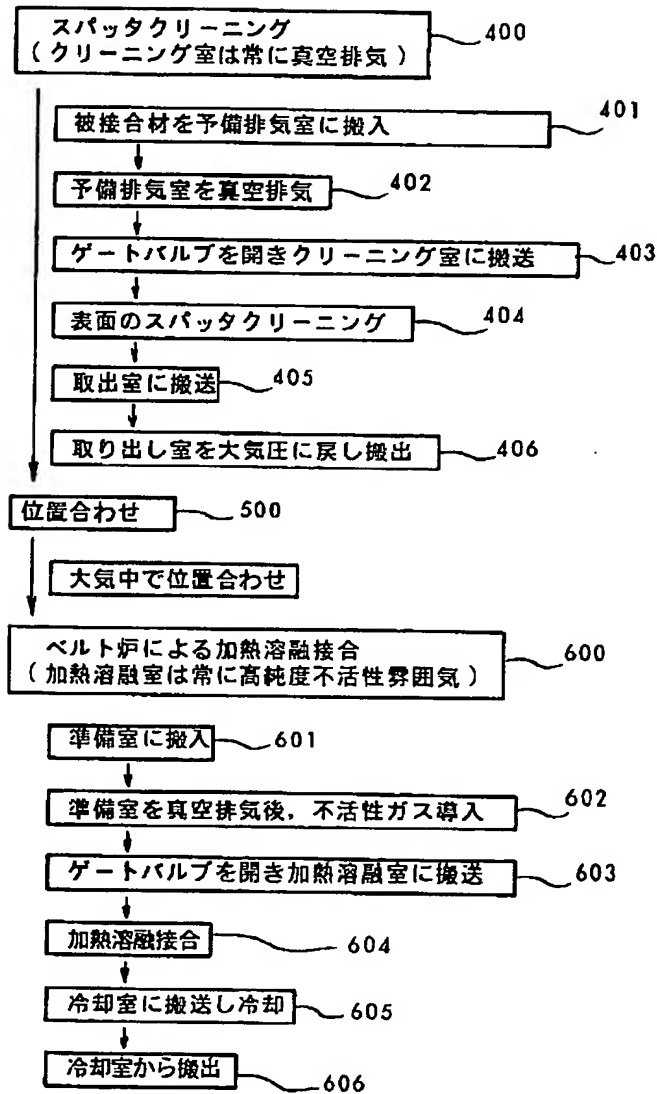 スパッタクリーニング
(クリーニング室は常に真空排気)
400
被接合材を予備排気室に搬入
401
予備排気室を真空排気
402
ゲートバルブを開きクリーニング室に搬送
403
表面のスパッタクリーニング
404
取出室に搬送
405
取り出し室を大気圧に戻し搬出
406
位置合わせ
500
大気中で位置合わせ
ベルト炉による加熱溶融接合
(加熱溶融室は常に高純度不活性雰囲気)
600
準備室に搬入
601
準備室を真空排気後,不活性ガス導入
602
ゲートバルブを開き加熱溶融室に搬送
603
加熱溶融接合
604
冷却室に搬送し冷却
605
冷却室から搬出
606